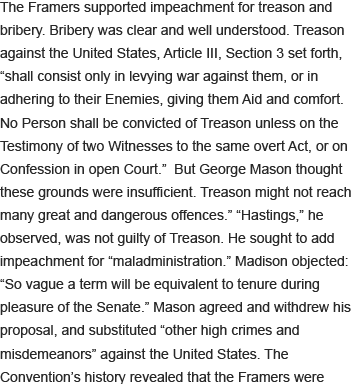 The Framers supported impeachment for treason and
bribery. Bribery was clear and well understood. Treason
against the United States, Article III, Section 3 set forth,
“shall consist only in levying war against them, or in
adhering to their Enemies, giving them Aid and comfort.
No Person shall be convicted of Treason unless on the
Testimony of two Witnesses to the same overt Act, or on
Confession in open Court.”  But George Mason thought
these grounds were insufficient. Treason might not reach
many great and dangerous offences.” “Hastings,” he
observed, was not guilty of Treason. He sought to add
impeachment for “maladministration.” Madison objected:
“So vague a term will be equivalent to tenure during
pleasure of the Senate.” Mason agreed and withdrew his
proposal, and substituted “other high crimes and
misdemeanors” against the United States. The
Convention’s history revealed that the Framers were